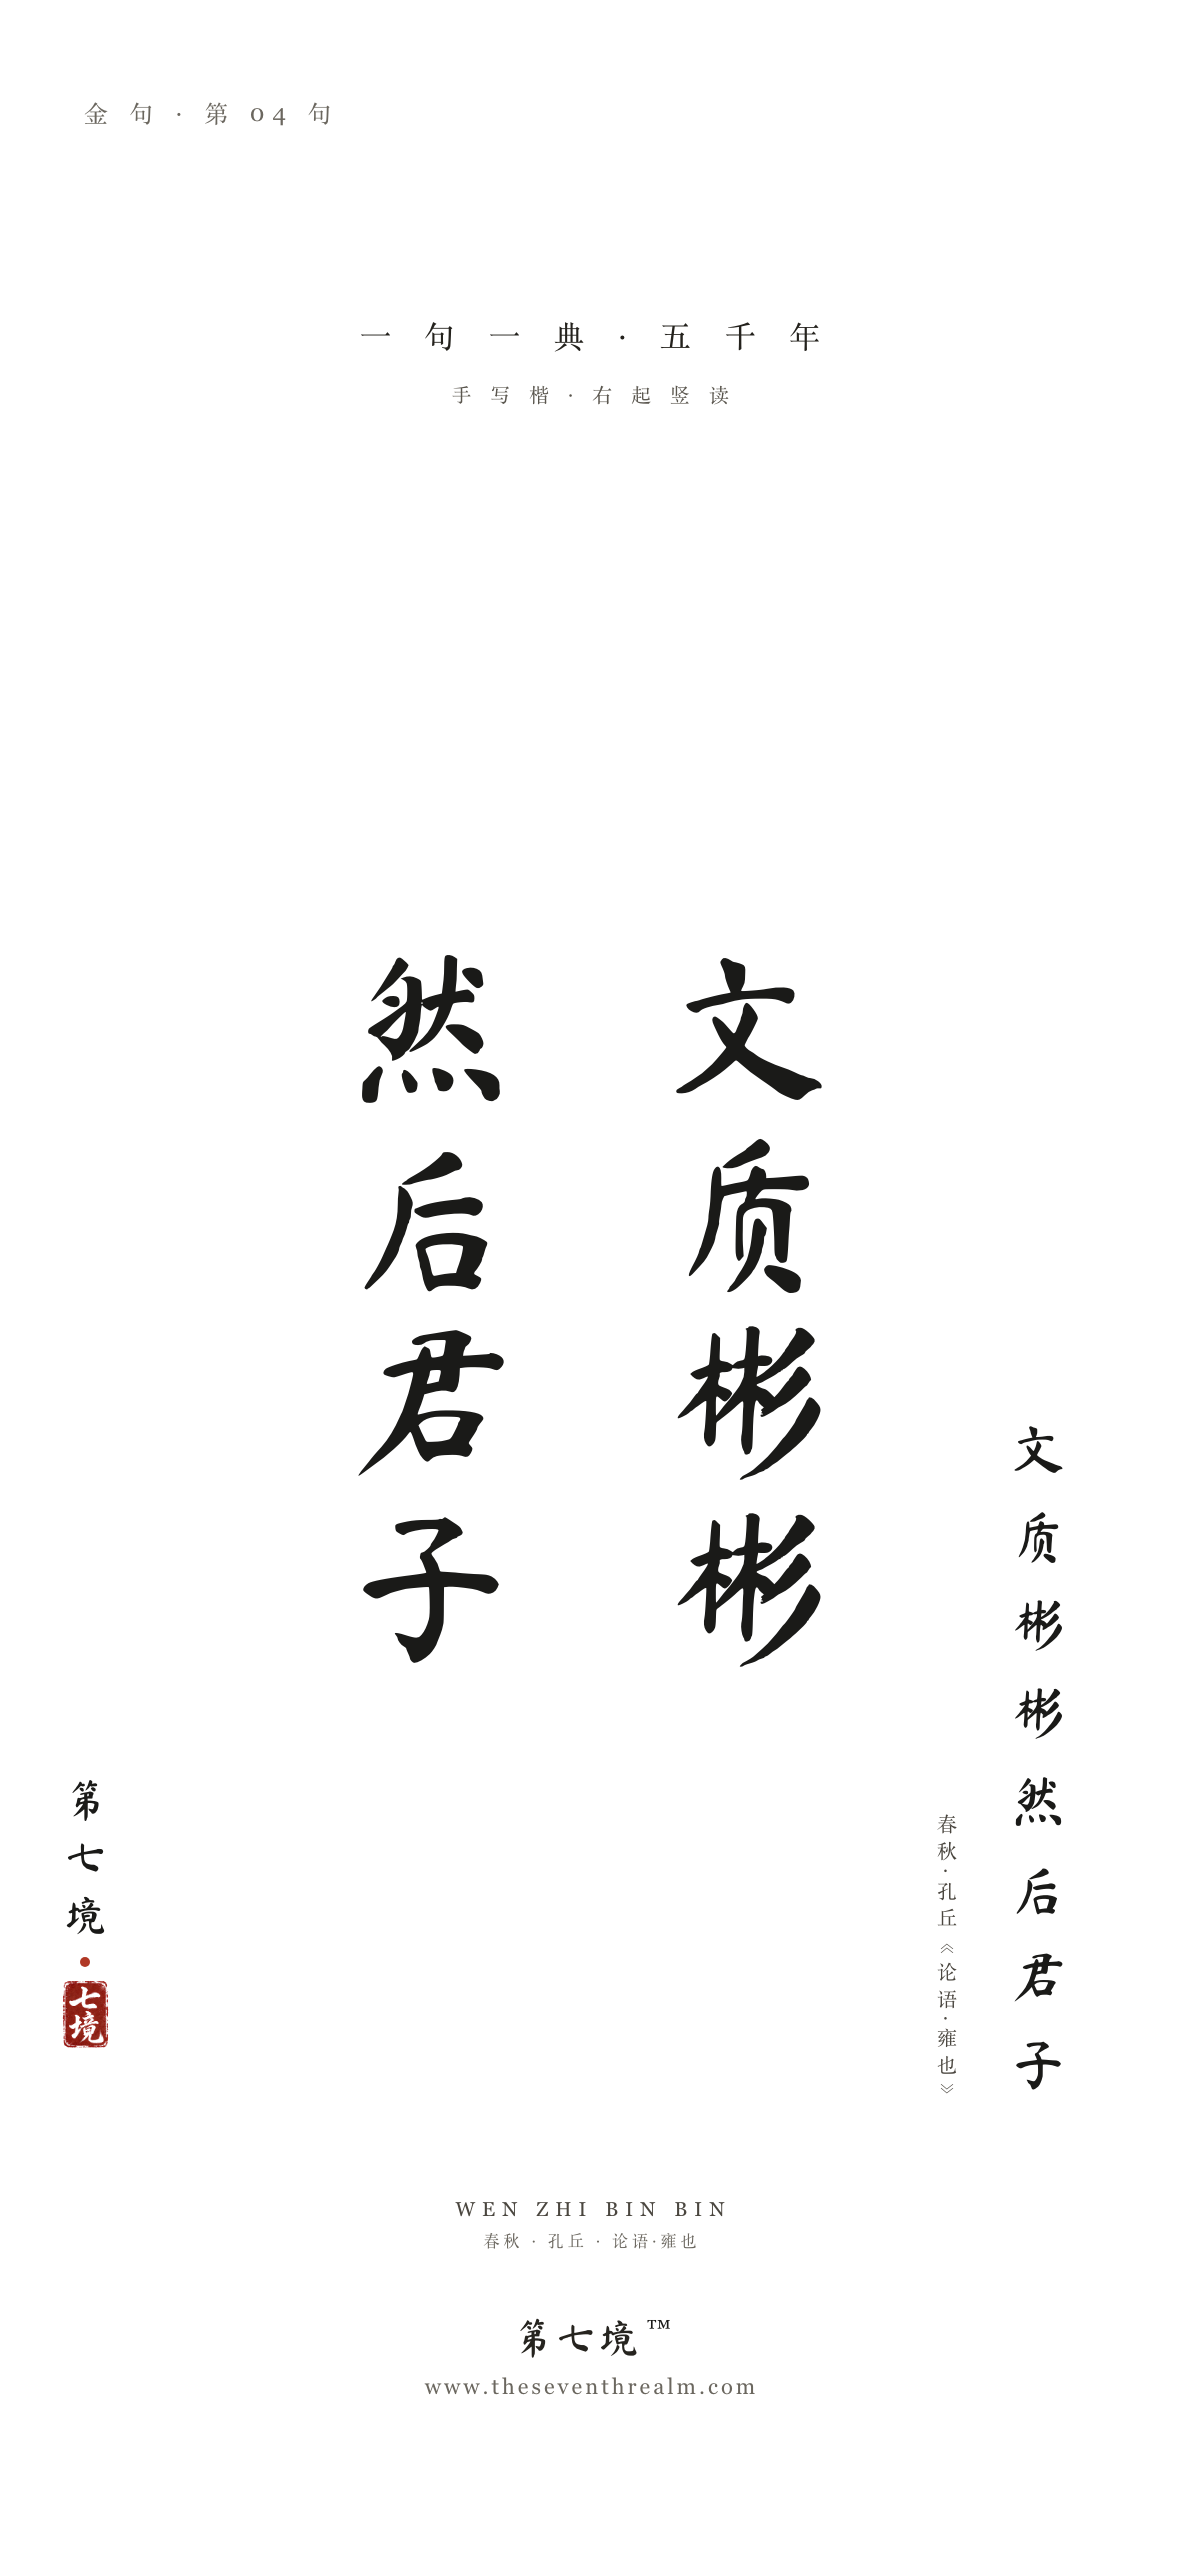 金句·第04句
一句一典·五千年
手写楷·右起竖读
文质彬彬
然后君子
文质彬彬然后君子
春秋·孔丘《论语·雍也》
第七境
七境
WEN ZHI BIN BIN
春秋 · 孔丘 · 论语·雍也
第七境™
www.theseventhrealm.com